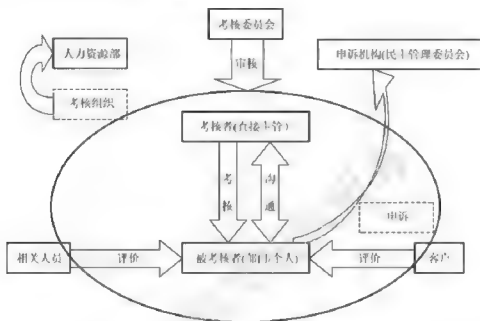 考核委员会
人力资源部
审核
申诉机构(民主管理委员会)
考核组织
考核者(直接主管)
考核
沟通
申诉
相关人员
评价
被考核者(部门、个人)
评价
客户